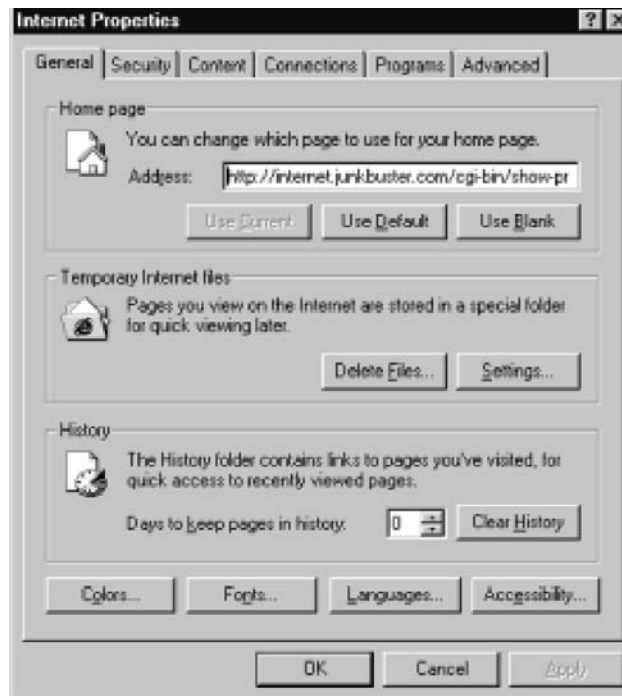 Internet Properties
General Security Content Connections Programs Advanced
Home page
You can change which page to use for your home page.
Address: http://internet.junkbuster.com/cgi-bin/show-pr
Use Current Use Default Use Blank
Temporary Internet files
Pages you view on the Internet are stored in a special folder
for quick viewing later.
Delete Files... Settings...
History
The History folder contains links to pages you've visited, for
quick access to recently viewed pages.
Days to keep pages in history: 0 Clear History
Colors... Fonts... Languages... Accessibility...
OK Cancel Apply